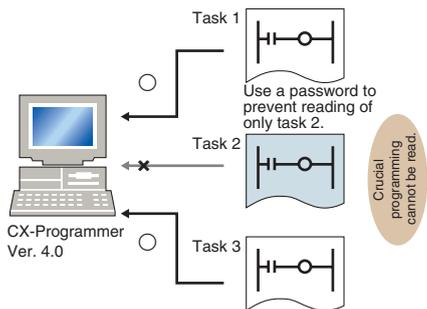 Task 1
Use a password to
prevent reading of
only task 2.
Task 2
Crucial
programming
cannot be read.
CX-Programmer
Ver. 4.0
Task 3